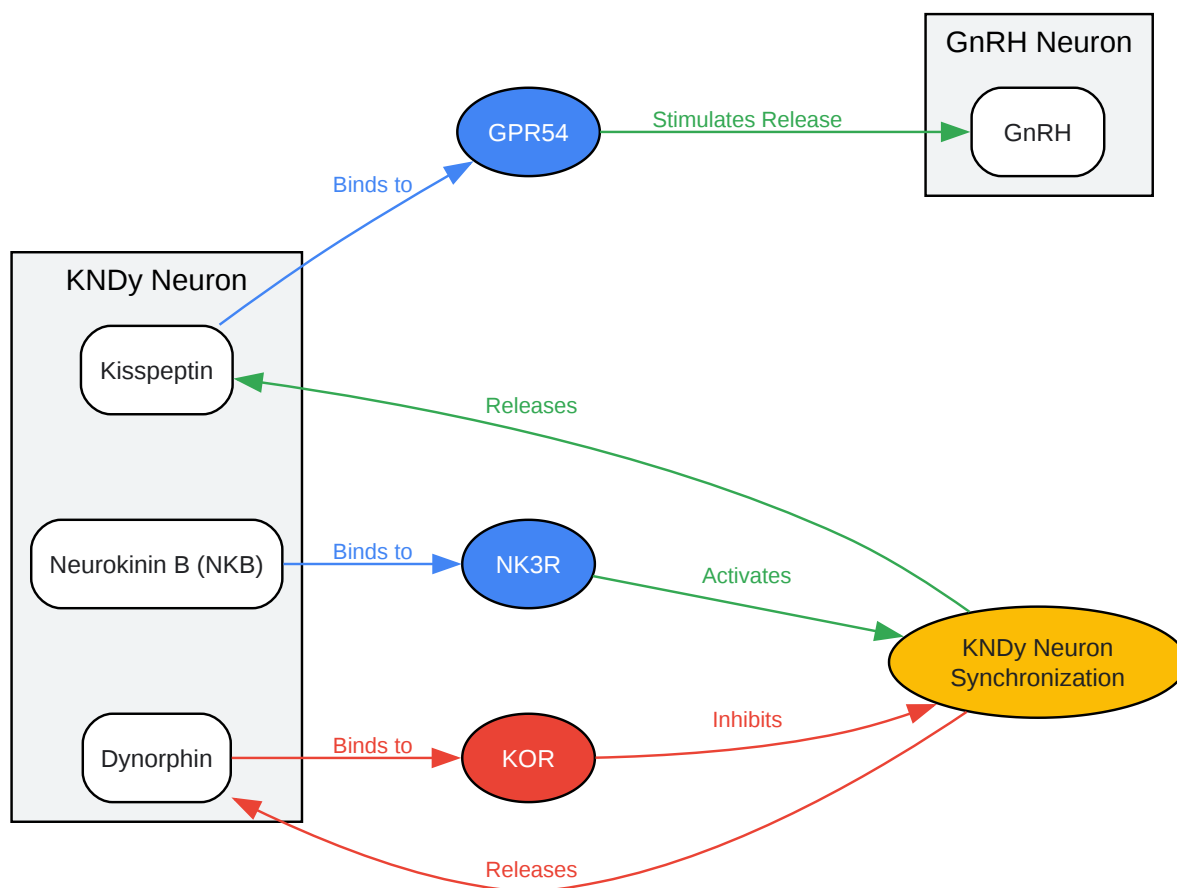 GnRH Neuron
GPR54
Stimulates Release
GnRH
Binds to
KNDy Neuron
Kisspeptin
Releases
Neurokinin B (NKB)
Binds to
NK3R
Activates
KNDy Neuron
Synchronization
Dynorphin
Binds to
KOR
Inhibits
Releases